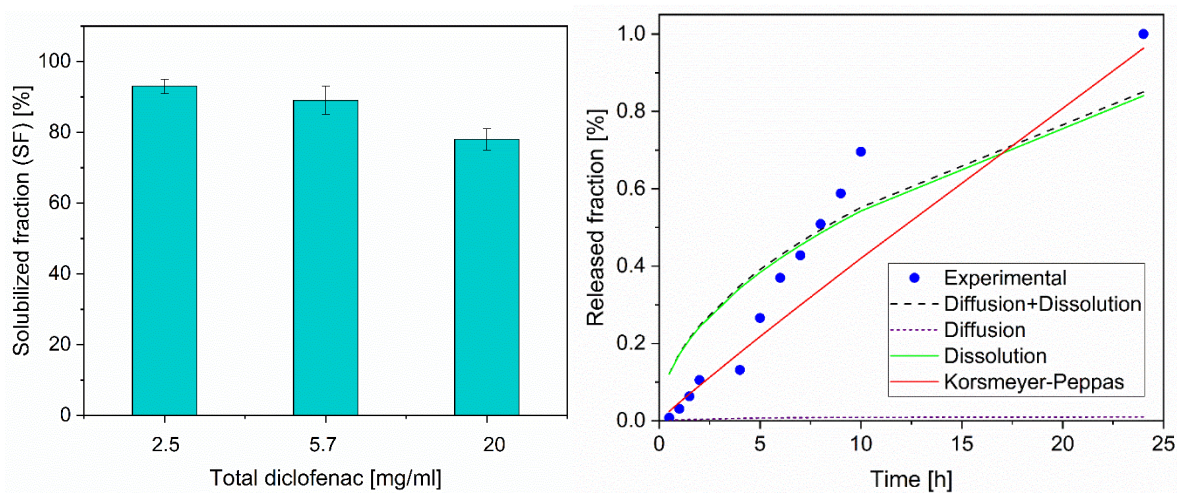 Solubilized fraction (SF) [%]
100
80
60
40
20
0
2.5
5.7
20
Total diclofenac [mg/ml]
Released fraction [%]
1.0
0.8
0.6
0.4
0.2
0.0
Experimental
Diffusion+Dissolution
Diffusion
Dissolution
Korsmeyer-Peppas
0
5
10
15
20
25
Time [h]